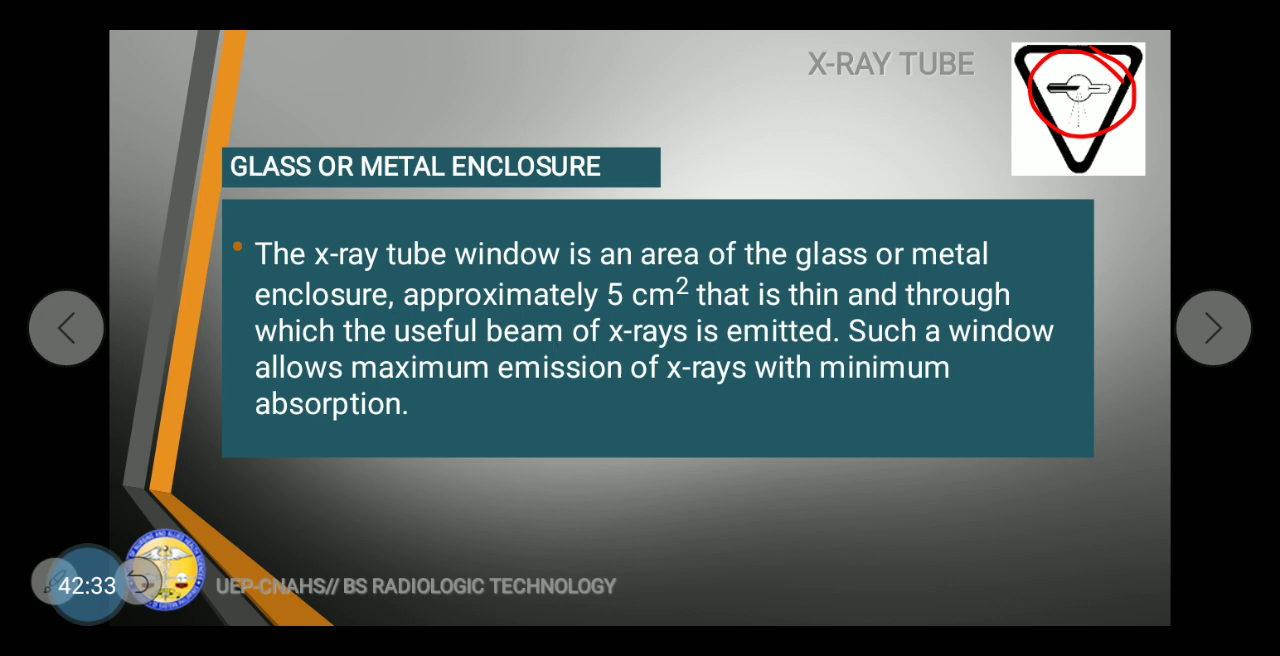 X-RAY TUBE
GLASS OR METAL ENCLOSURE
• The x-ray tube window is an area of the glass or metal
enclosure, approximately 5 cm² that is thin and through
which the useful beam of x-rays is emitted. Such a window
allows maximum emission of x-rays with minimum
absorption.
42:33
UEP-CNAHS// BS RADIOLOGIC TECHNOLOGY